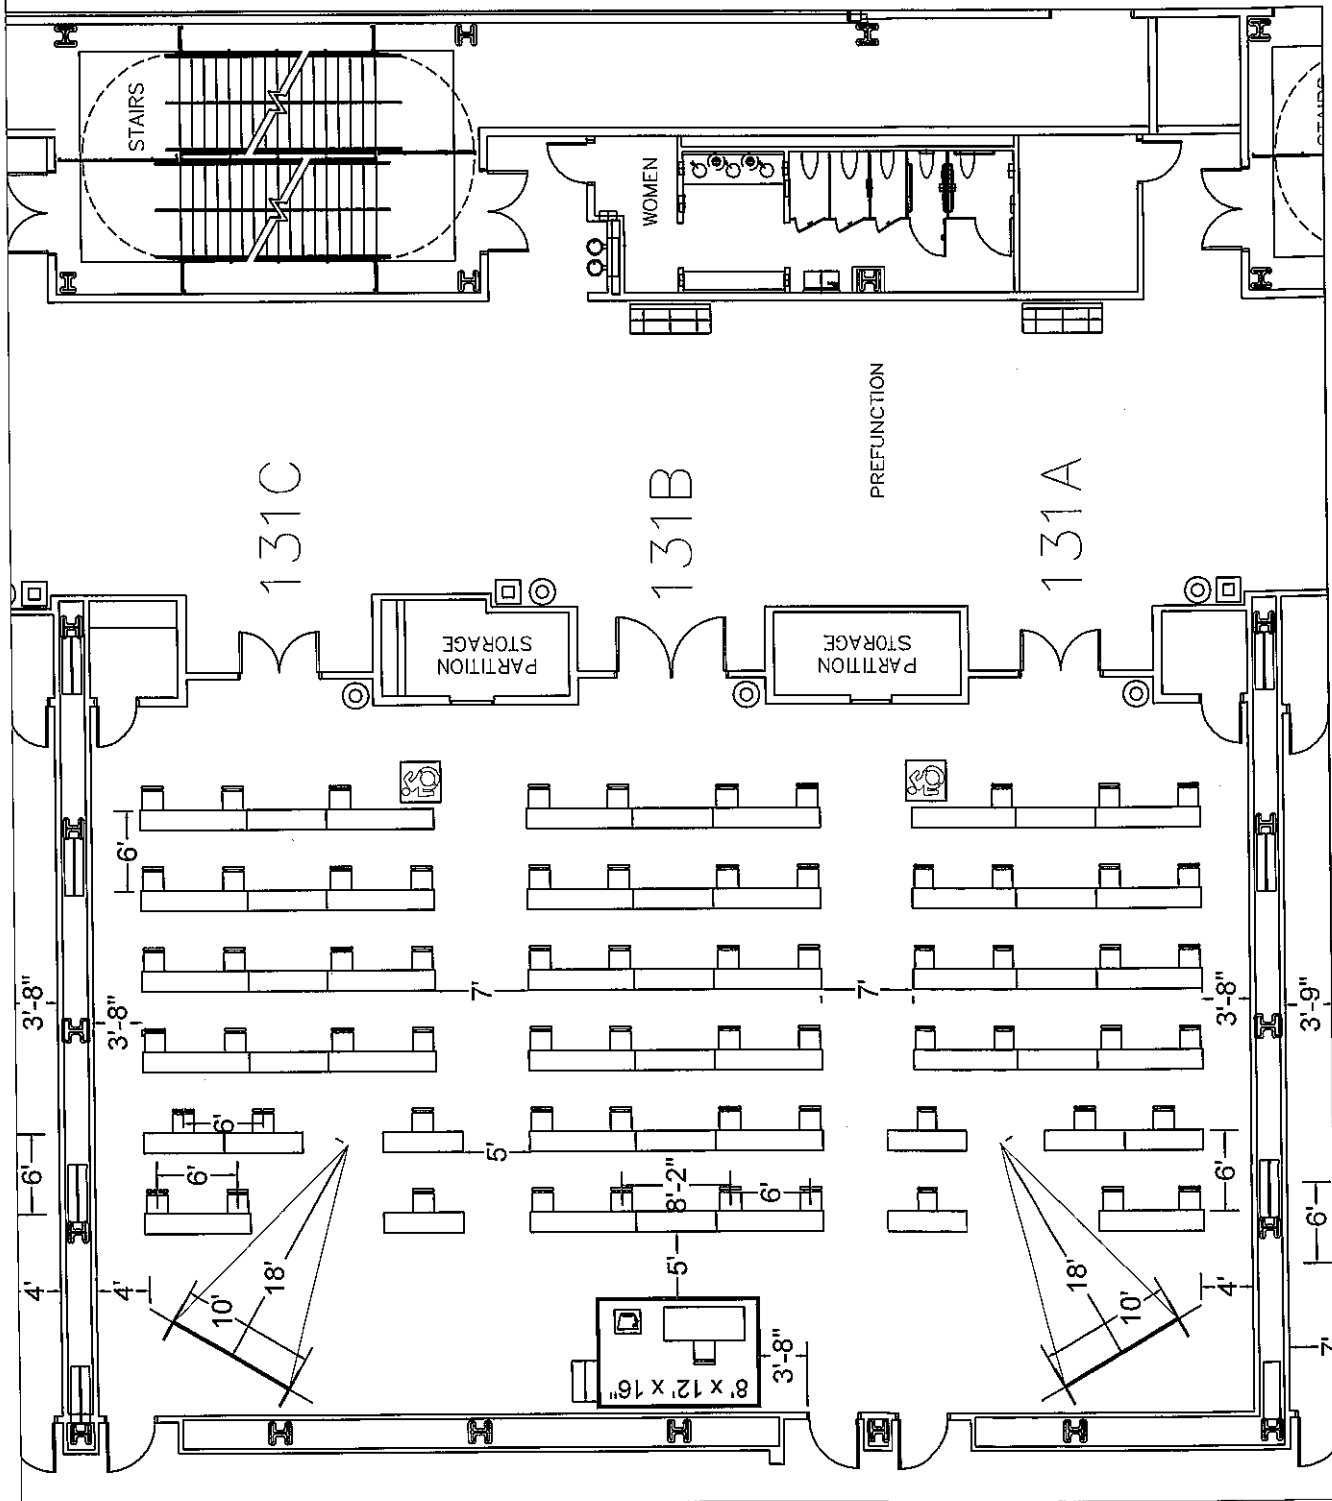 STAIRS
STAIRS
WOMEN
PREFUNCTION
131C
131B
131A
PARTITION
STORAGE
PARTITION
STORAGE
6'
3'-8"
3'-8"
7'
7'
3'-8"
3'-9"
6'
6'
5'
6'
6'
8'-2"
6'
6'
4'
4'
18'
10'
5'
18'
10'
4'
8' x 12' x 16"
3'-8"
7'